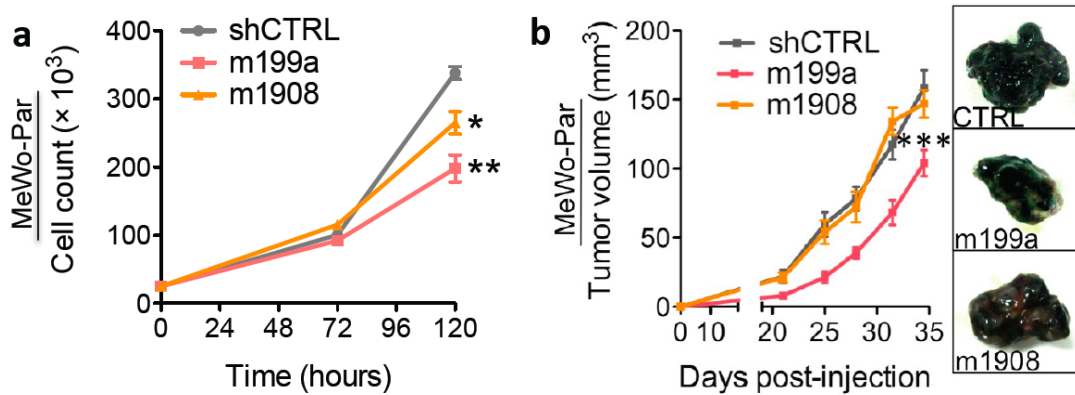 a
MeWo-Par
Cell count (× 10³)
400
300
200
100
0
shCTRL
m199a
m1908
*
**
0 24 48 72 96 120
Time (hours)
b
MeWo-Par
Tumor volume (mm³)
200
150
100
50
0
shCTRL
m199a
m1908
***
0 10 20 25 30 35
Days post-injection
CTRL
m199a
m1908